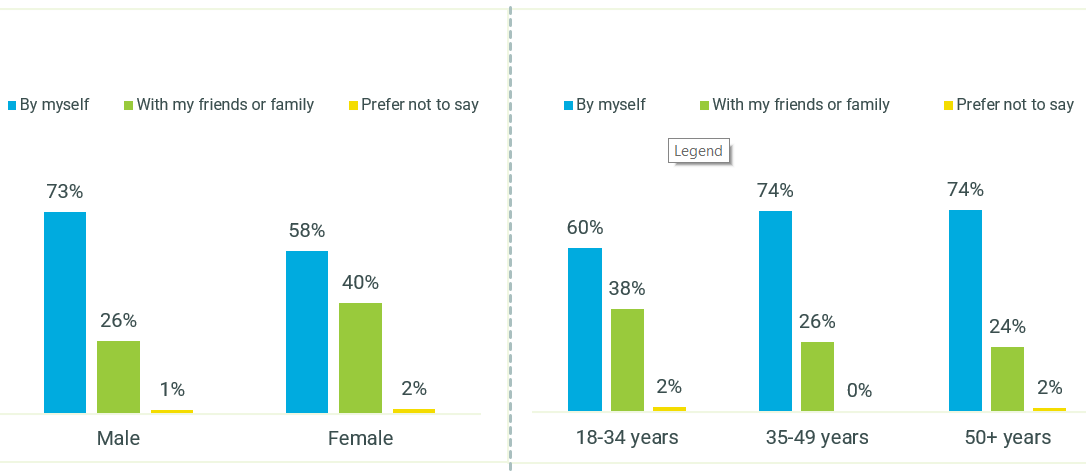 By myself
With my friends or family
Prefer not to say
73%
26%
1%
58%
40%
2%
Male
Female
By myself
With my friends or family
Prefer not to say
Legend
60%
38%
2%
74%
26%
0%
74%
24%
2%
18-34 years
35-49 years
50+ years